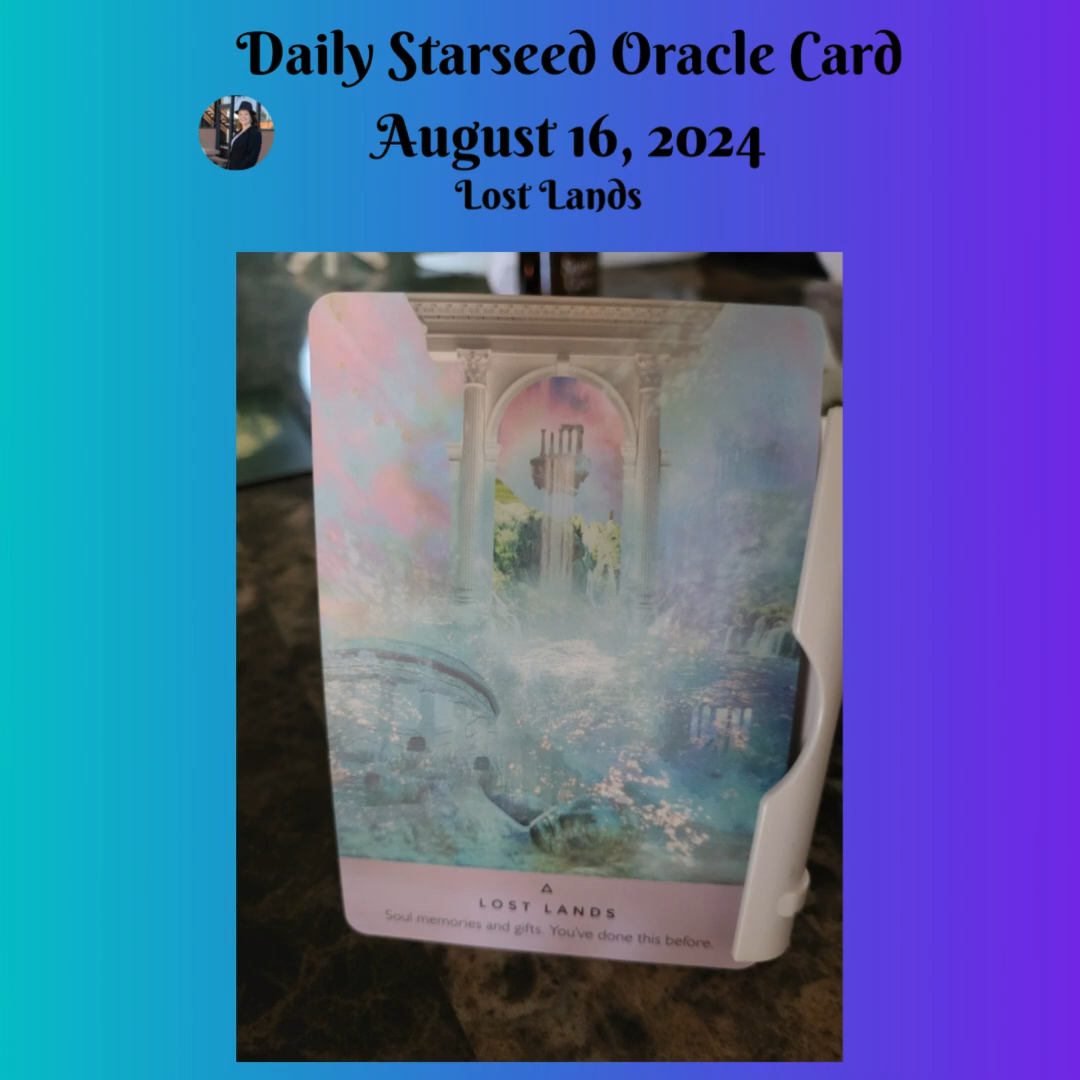 Daily Starseed Oracle Card
August 16, 2024
Lost Lands
LOST LANDS
Soul memories and gifts. You've done this before.